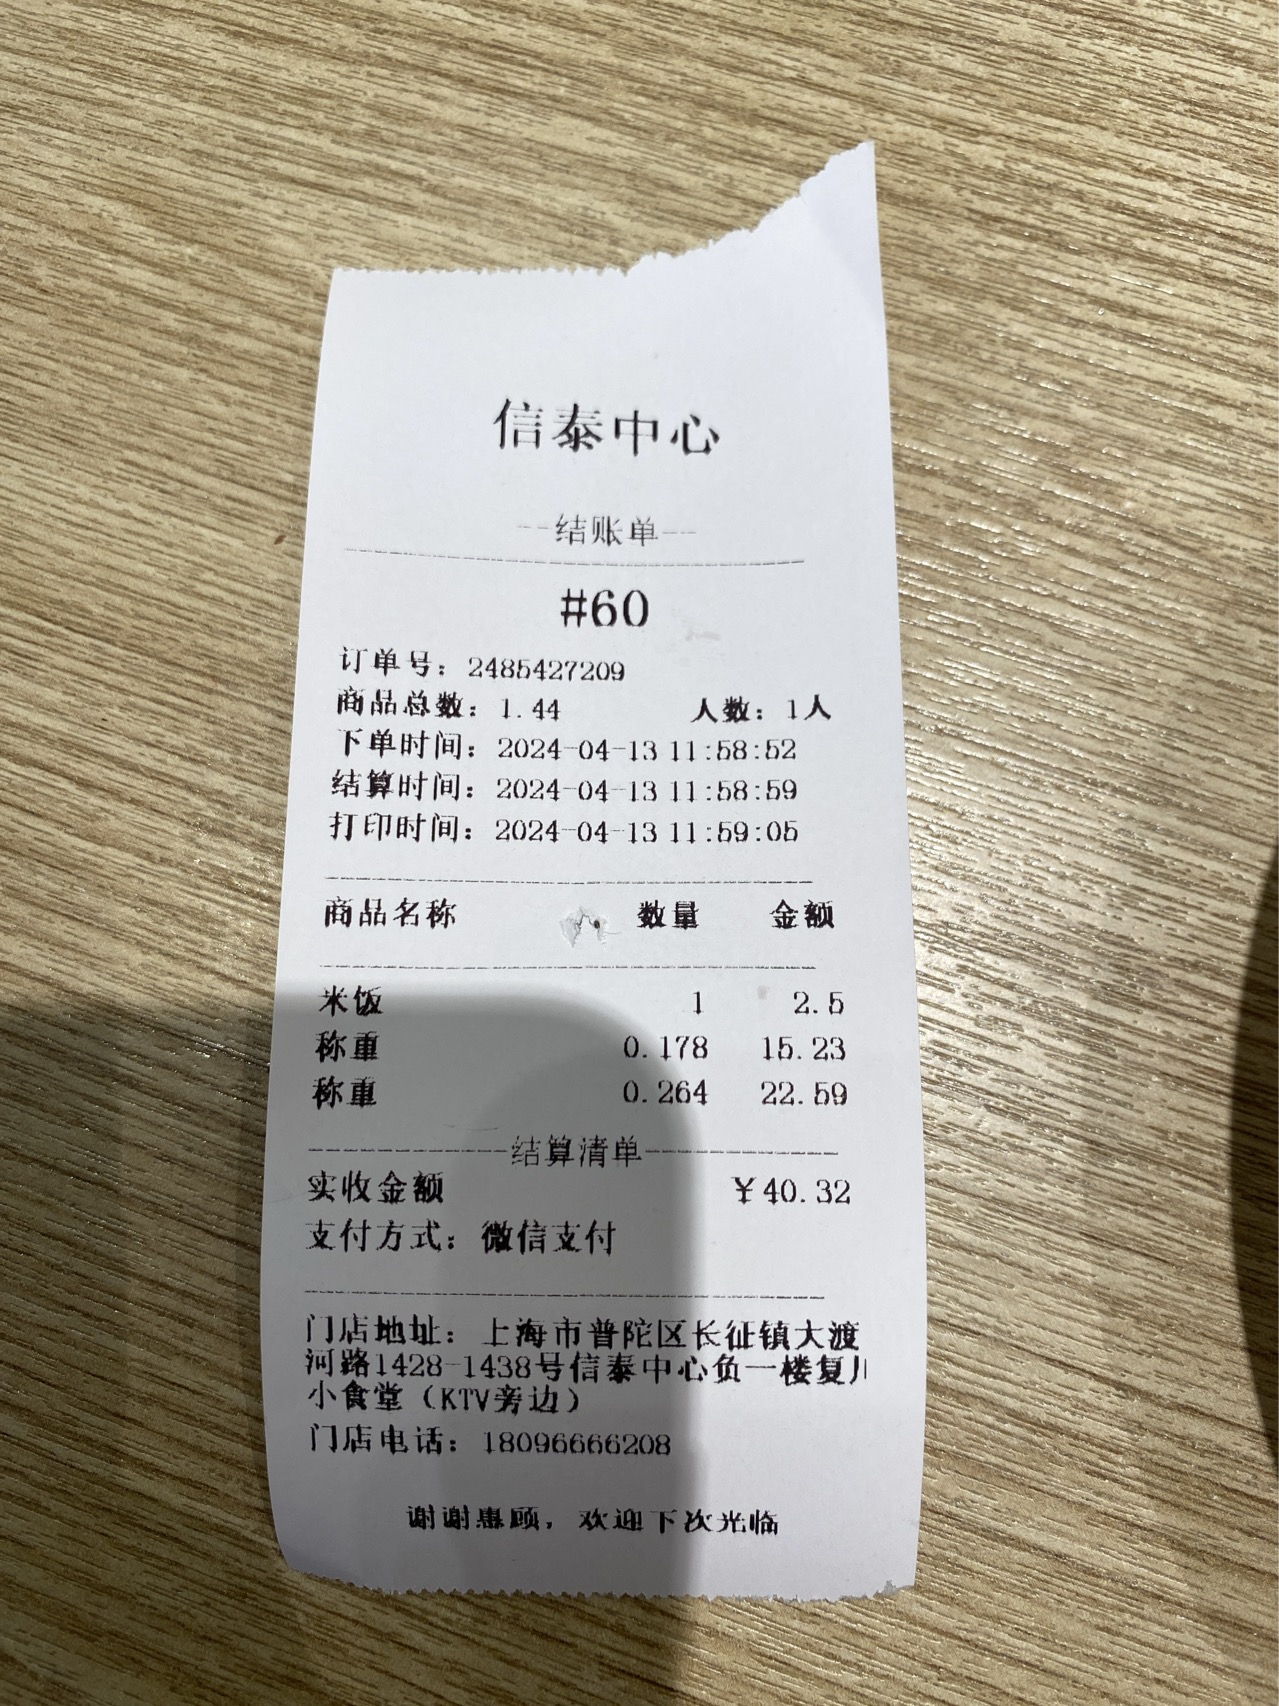 信泰中心
--结账单--
#60
订单号：2485427209
商品总数：1.44 人数：1人
下单时间：2024-04-13 11:58:52
结算时间：2024-04-13 11:58:59
打印时间：2024-04-13 11:59:05
商品名称 数量 金额
米饭 1 2.5
称重 0.178 15.23
称重 0.264 22.59
结算清单
实收金额 ￥40.32
支付方式：微信支付
门店地址：上海市普陀区长征镇大渡
河路1428-1438号信泰中心负一楼复
小食堂（KTV旁边）
门店电话：18096666208
谢谢惠顾，欢迎下次光临